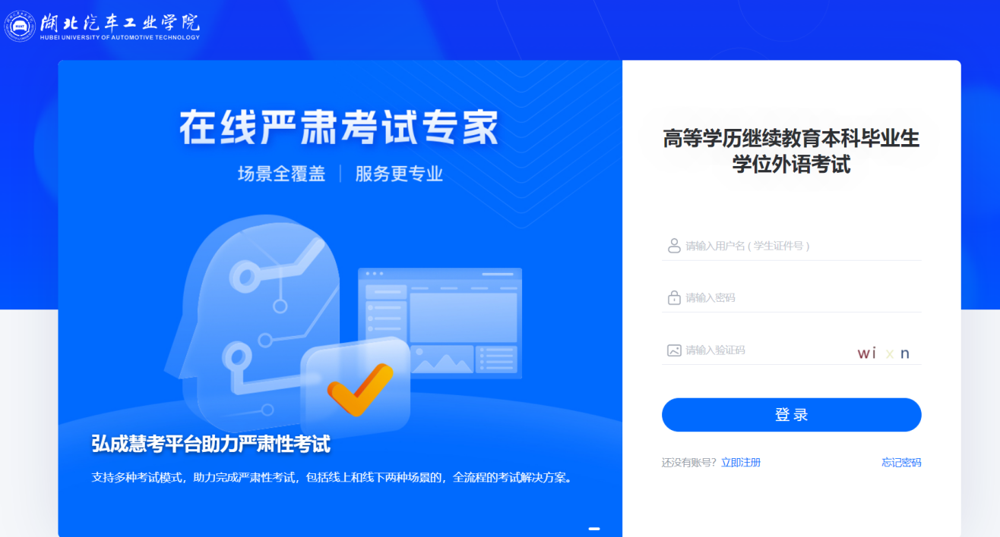 湖北汽车工业学院
HUBEI UNIVERSITY OF AUTOMOTIVE TECHNOLOGY
在线严肃考试专家
场景全覆盖 | 服务更专业
弘成慧考平台助力严肃性考试
支持多种考试模式，助力完成严肃性考试，包括线上和线下两种场景的，全流程的考试解决方案。
高等学历继续教育本科毕业生
学位外语考试
请输入用户名 ( 学生证件号 )
请输入密码
请输入验证码
wixn
登 录
还没有账号？ 立即注册
忘记密码